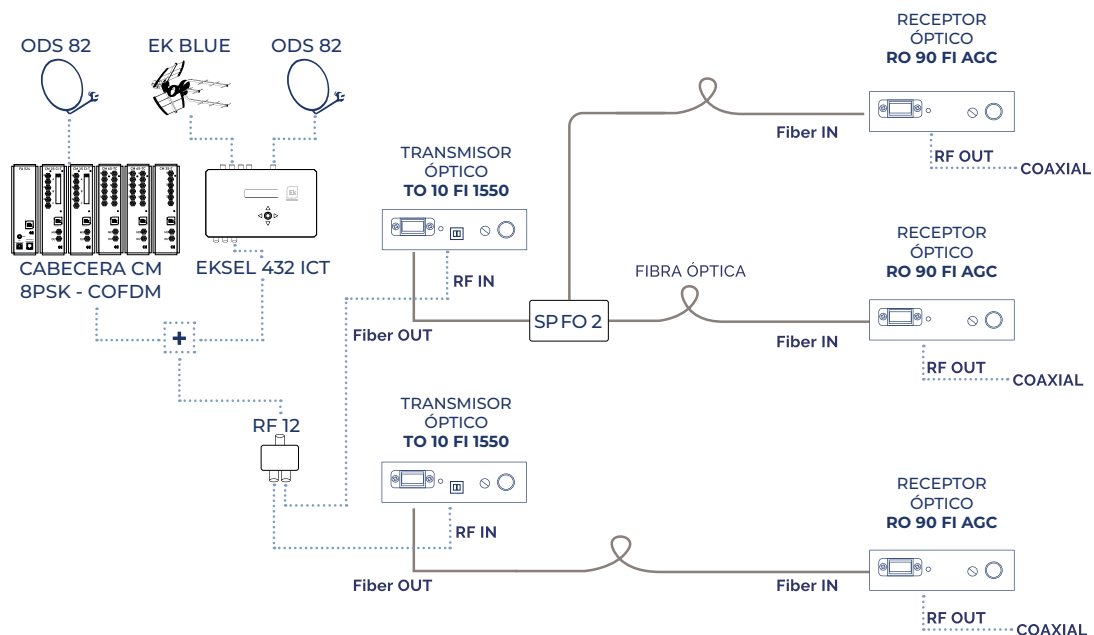 ODS 82
EK BLUE
ODS 82
CABECERA CM
8PSK - COFDM
EKSEL 432 ICT
+
RF 12
TRANSMISOR
ÓPTICO
TO 10 FI 1550
RF IN
Fiber OUT
SP FO 2
FIBRA ÓPTICA
RECEPTOR
ÓPTICO
RO 90 FI AGC
Fiber IN
RF OUT
COAXIAL
RECEPTOR
ÓPTICO
RO 90 FI AGC
Fiber IN
RF OUT
COAXIAL
TRANSMISOR
ÓPTICO
TO 10 FI 1550
RF IN
Fiber OUT
RECEPTOR
ÓPTICO
RO 90 FI AGC
Fiber IN
RF OUT
COAXIAL